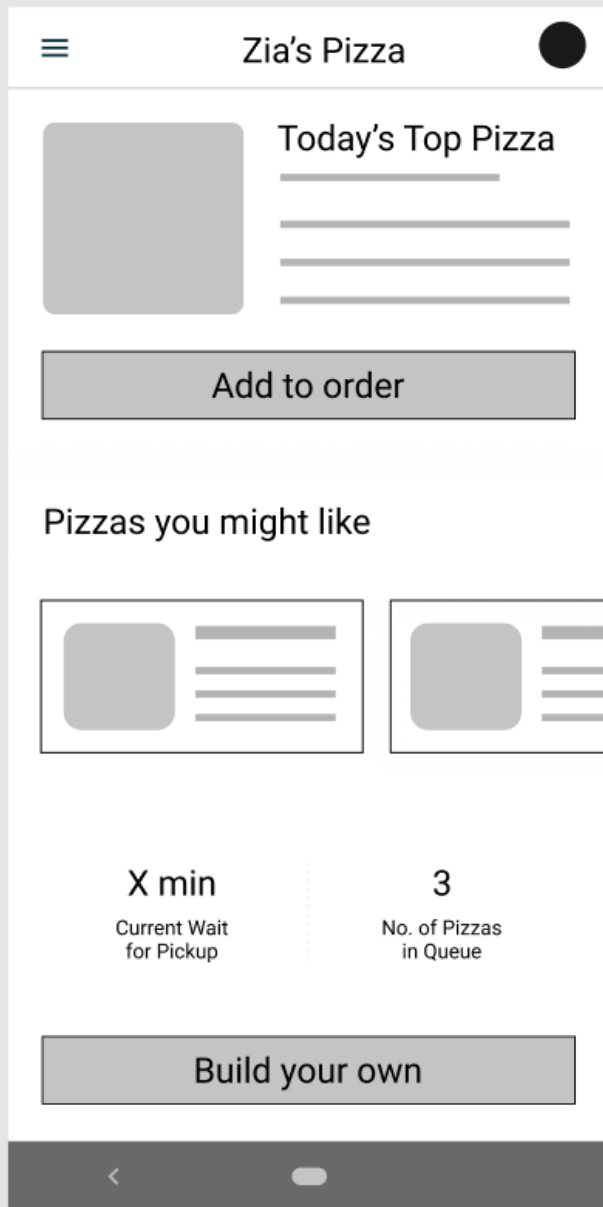 Zia's Pizza
Today's Top Pizza
Add to order
Pizzas you might like
X min
Current Wait
for Pickup
3
No. of Pizzas
in Queue
Build your own